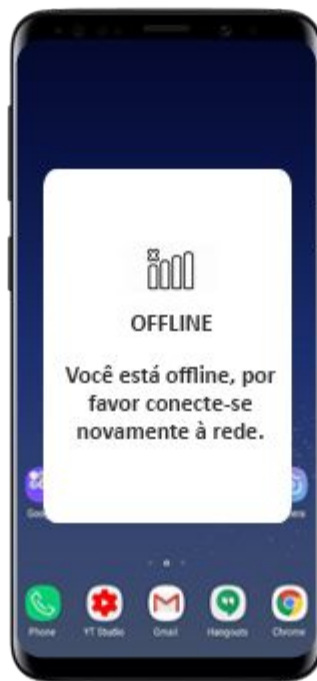 OFFLINE
Você está offline, por
favor conecte-se
novamente à rede.
Phone
YT Studio
Gmail
Hangouts
Chrome